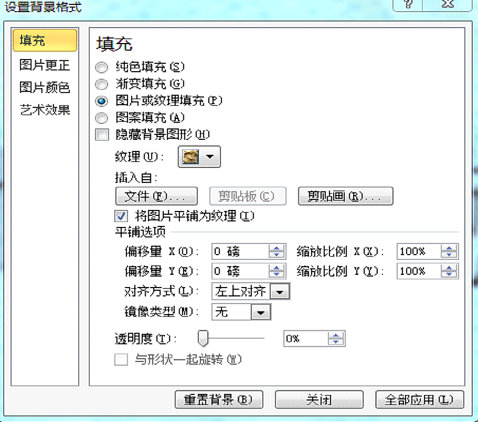 设置背景格式
?
填充
图片更正
图片颜色
艺术效果
填充
纯色填充(S)
渐变填充(G)
图片或纹理填充(P)
图案填充(A)
隐藏背景图形(H)
纹理(U):
插入自:
文件(F)... 剪贴板(C) 剪贴画(R)...
将图片平铺为纹理(I)
平铺选项
偏移量 X(O): 0 磅 缩放比例 X(X): 100%
偏移量 Y(E): 0 磅 缩放比例 Y(Y): 100%
对齐方式(L): 左上对齐
镜像类型(M): 无
透明度(T): 0%
与形状一起旋转(W)
重置背景(B) 关闭 全部应用(L)